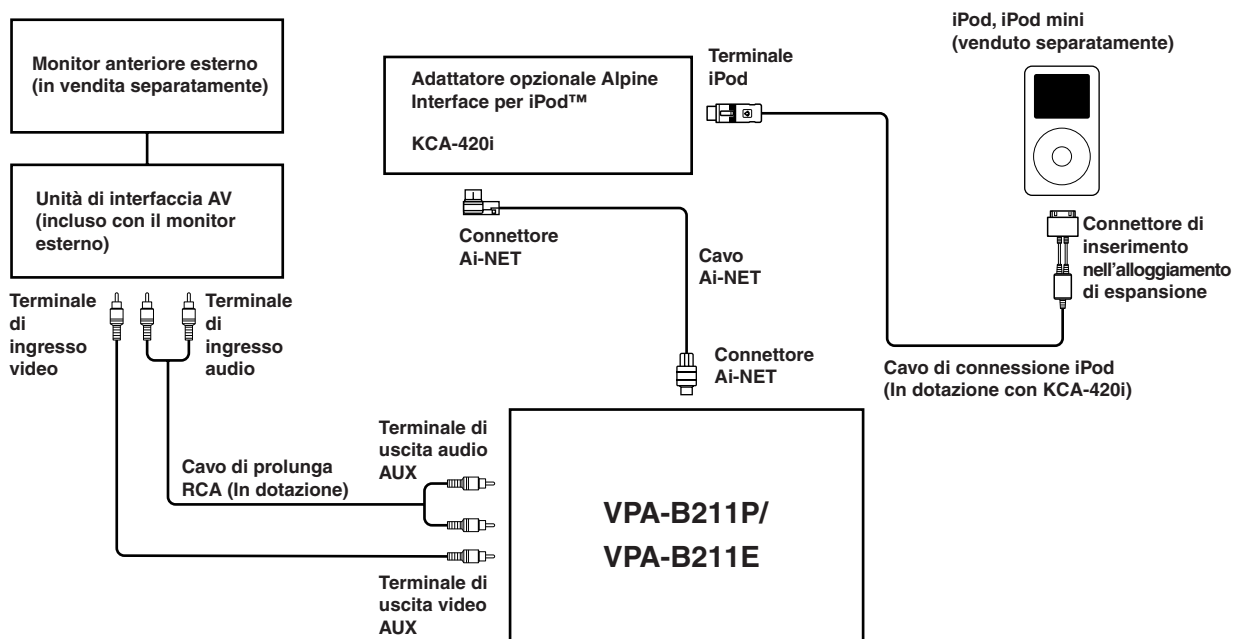 Monitor anteriore esterno
(in vendita separatamente)
Unità di interfaccia AV
(incluso con il monitor
esterno)
Terminale
di
ingresso
video
Terminale
di
ingresso
audio
Cavo di prolunga
RCA (In dotazione)
Terminale di
uscita audio
AUX
Terminale di
uscita video
AUX
Adattatore opzionale Alpine
Interface per iPod™
KCA-420i
Connettore
Ai-NET
Cavo
Ai-NET
Connettore
Ai-NET
VPA-B211P/
VPA-B211E
Terminale
iPod
iPod, iPod mini
(venduto separatamente)
Connettore di
inserimento
nell'alloggiamento
di espansione
Cavo di connessione iPod
(In dotazione con KCA-420i)